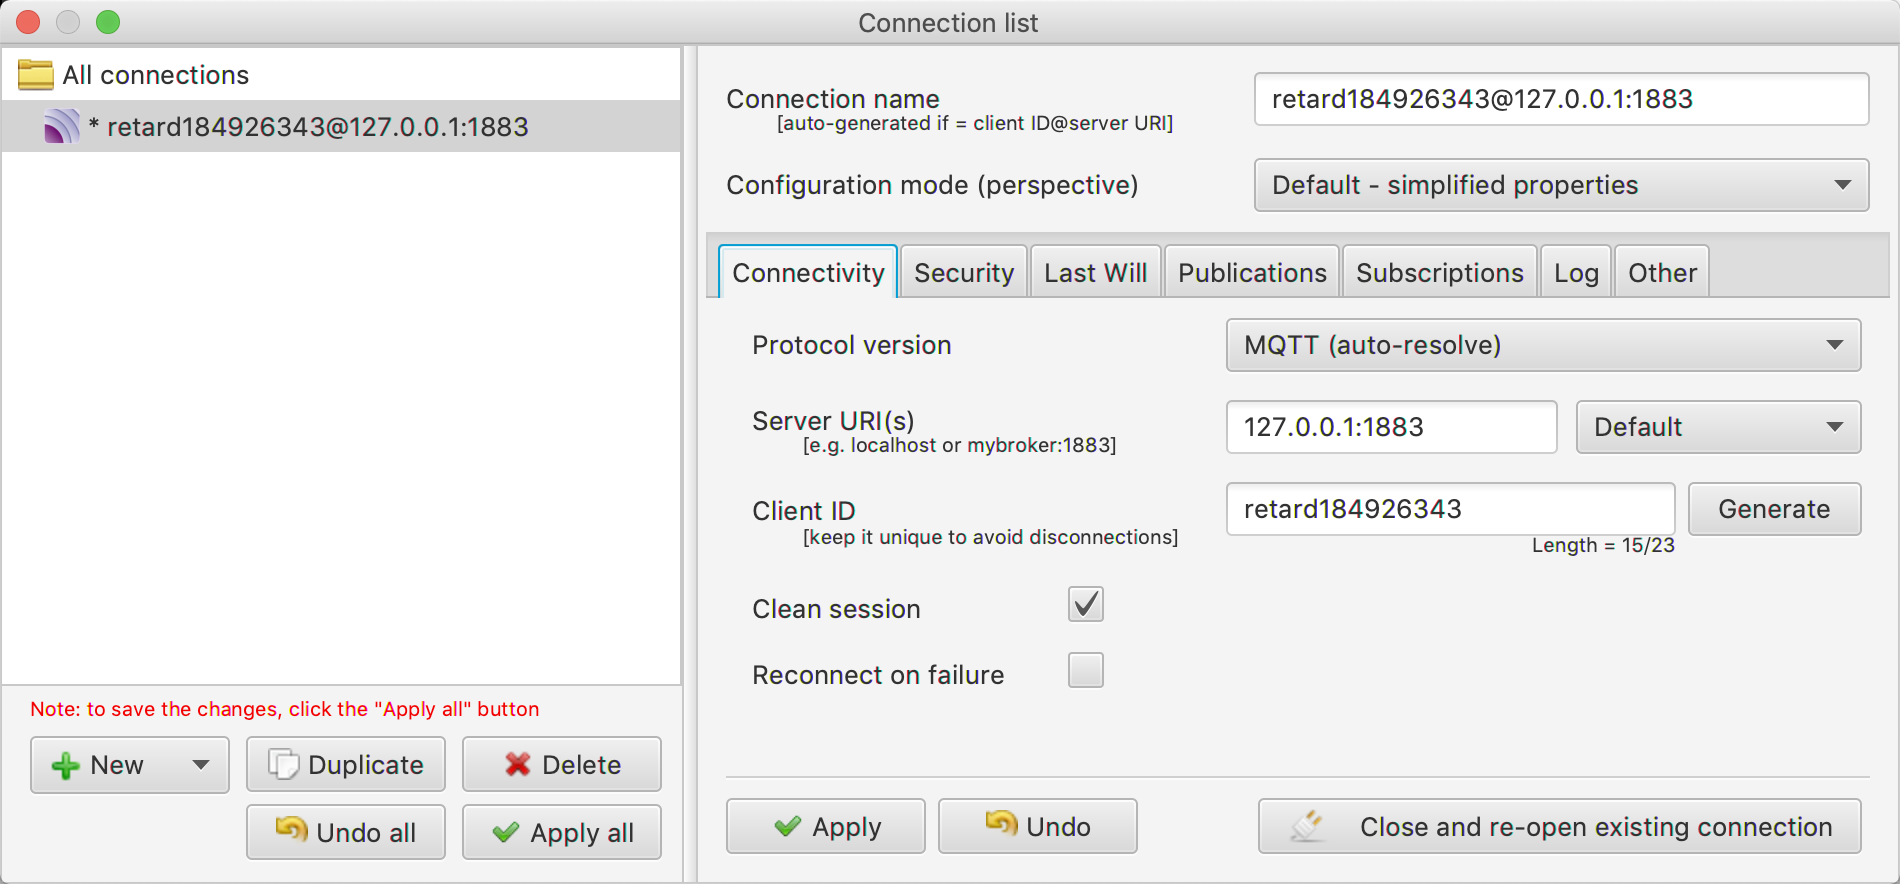 Connection list
All connections
* retard184926343@127.0.0.1:1883
Note: to save the changes, click the "Apply all" button
New
Duplicate
Delete
Undo all
Apply all
Connection name
[auto-generated if = client ID@server URI]
retard184926343@127.0.0.1:1883
Configuration mode (perspective)
Default - simplified properties
Connectivity
Security
Last Will
Publications
Subscriptions
Log
Other
Protocol version
MQTT (auto-resolve)
Server URI(s)
[e.g. localhost or mybroker:1883]
127.0.0.1:1883
Default
Client ID
[keep it unique to avoid disconnections]
retard184926343
Generate
Length = 15/23
Clean session
Reconnect on failure
Apply
Undo
Close and re-open existing connection